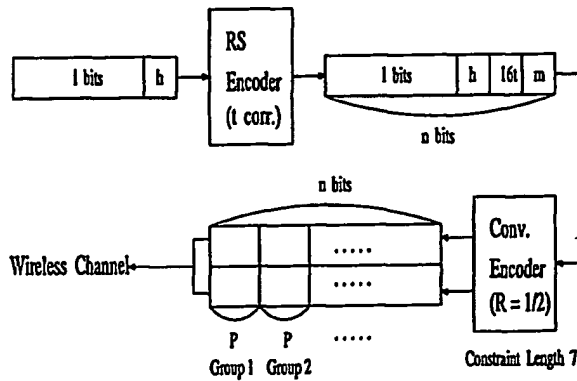 RS
Encoder
(t corr.)
l bits
h
l bits
h
16t
m
n bits
n bits
Wireless Channel
.....
.....
Conv.
Encoder
(R = 1/2)
P
P
.....
Group 1
Group 2
Constraint Length 7